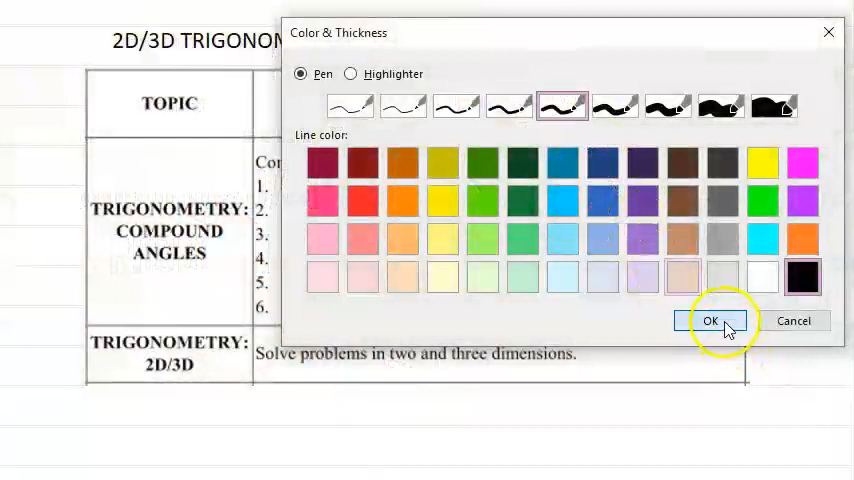 2D/3D TRIGONOM
Color & Thickness
Pen
Highlighter
Line color:
OK
Cancel
TOPIC
TRIGONOMETRY:
COMPOUND
ANGLES
Con
1.
2.
3.
4.
5.
6.
TRIGONOMETRY:
2D/3D
Solve problems in two and three dimensions.